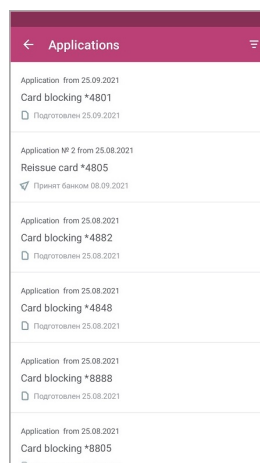 Applications
Application from 25.09.2021
Card blocking *4801
Подготовлен 25.09.2021
Application № 2 from 25.08.2021
Reissue card *4805
Принят банком 08.09.2021
Application from 25.08.2021
Card blocking *4882
Подготовлен 25.08.2021
Application from 25.08.2021
Card blocking *4848
Подготовлен 25.08.2021
Application from 25.08.2021
Card blocking *8888
Подготовлен 25.08.2021
Application from 25.08.2021
Card blocking *8805